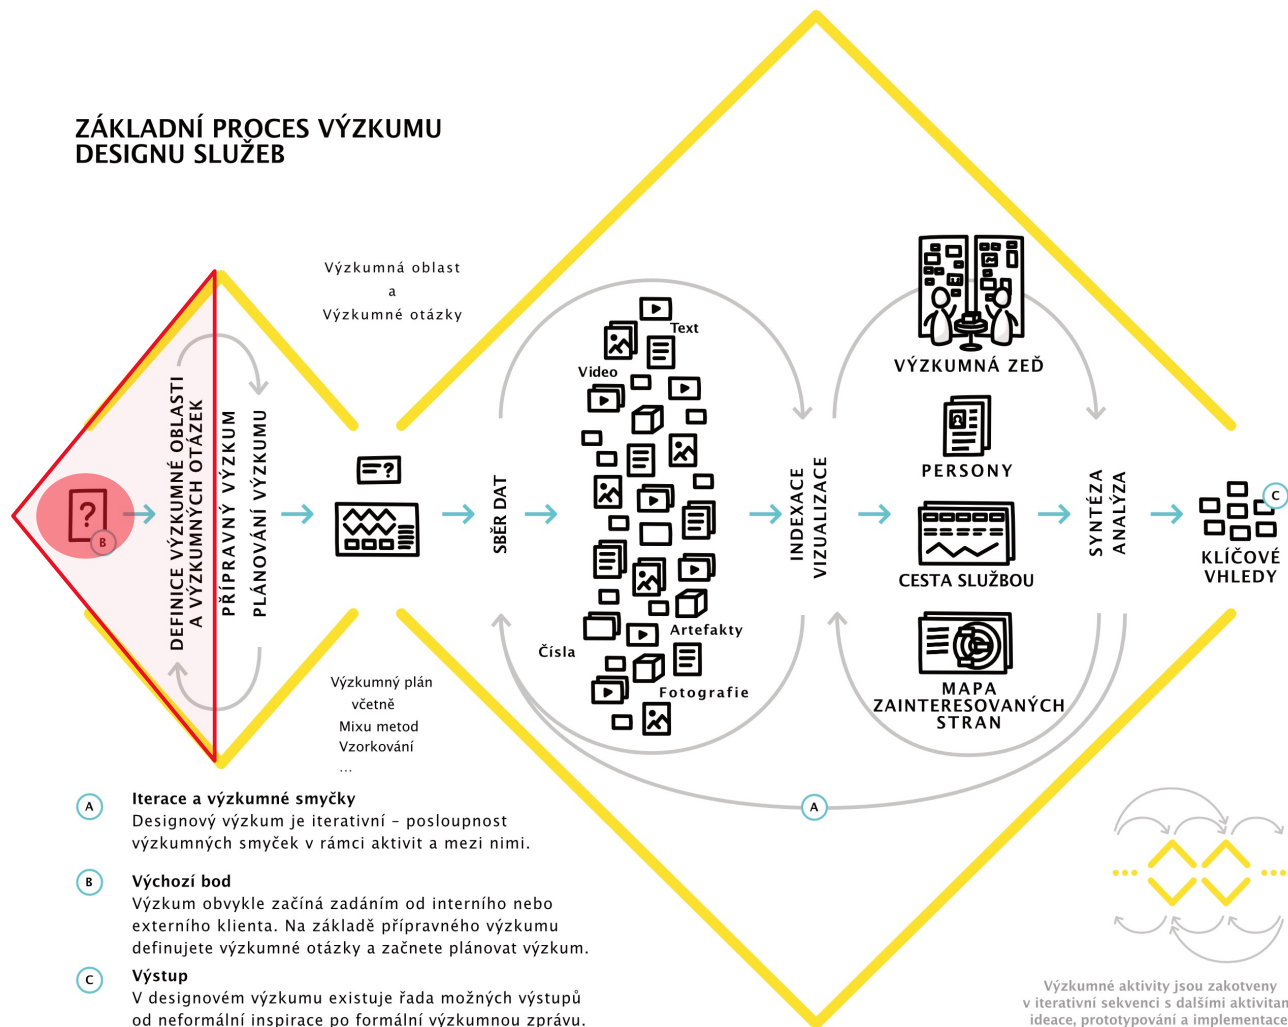 ZÁKLADNÍ PROCES VÝZKUMU
DESIGNU SLUŽEB
Výzkumná oblast
a
Výzkumné otázky
?
B
DEFINICE VÝZKUMNÉ OBLASTI
A VÝZKUMNÝCH OTÁZEK
PŘÍPRAVNÝ VÝZKUM
PLÁNOVÁNÍ VÝZKUMU
?
Výzkumný plán
včetně
Mixu metod
Vzorkování
...
SBĚR DAT
Text
Video
Artefakty
Čísla
Fotografie
INDEXACE
VIZUALIZACE
VÝZKUMNÁ ZEĎ
PERSONY
CESTA SLUŽBOU
MAPA
ZAINTERESOVANÝCH
STRAN
SYNTÉZA
ANALÝZA
C
KLÍČOVÉ
VHLEDY
A
A
Iterace a výzkumné smyčky
Designový výzkum je iterativní – posloupnost
výzkumných smyček v rámci aktivit a mezi nimi.
B
Výchozí bod
Výzkum obvykle začíná zadáním od interního nebo
externího klienta. Na základě přípravného výzkumu
definujete výzkumné otázky a začnete plánovat výzkum.
C
Výstup
V designovém výzkumu existuje řada možných výstupů
od neformální inspirace po formální výzkumnou zprávu.
Výzkumné aktivity jsou zakotveny
v iterativní sekvenci s dalšími aktivitam
ideace, prototypování a implementace